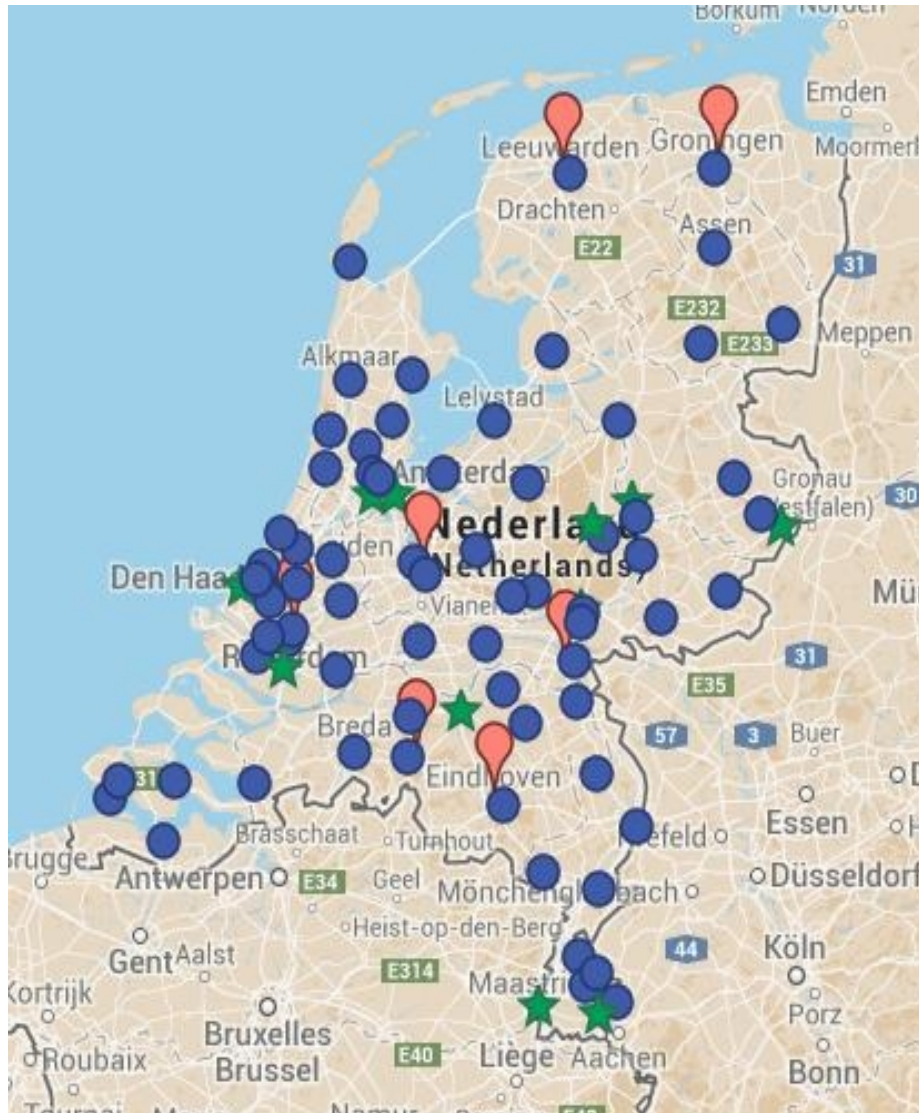 Borkum
Norden
Emden
Leeuwarden
Groningen
Moormerl
Drachten
Assen
E22
31
E232
E233
Meppen
Alkmaar
Lelystad
Amsterdam
Gronau
30
Nederland
(Netherlands)
Den Haag
Vianen
Mü
Rotterdam
31
E35
Breda
57
3
Buer
Eindhoven
31
Essen
Brasschaat
Turnhout
Krefeld
Brugge
Antwerpen
E34
Geel
Mönchengladbach
Düsseldorf
Heist-op-den-Berg
Gent
Aalst
E314
44
Köln
Kortrijk
Maastricht
Porz
Bruxelles
Brussel
Roubaix
E40
Liège
Aachen
Bonn
Namur